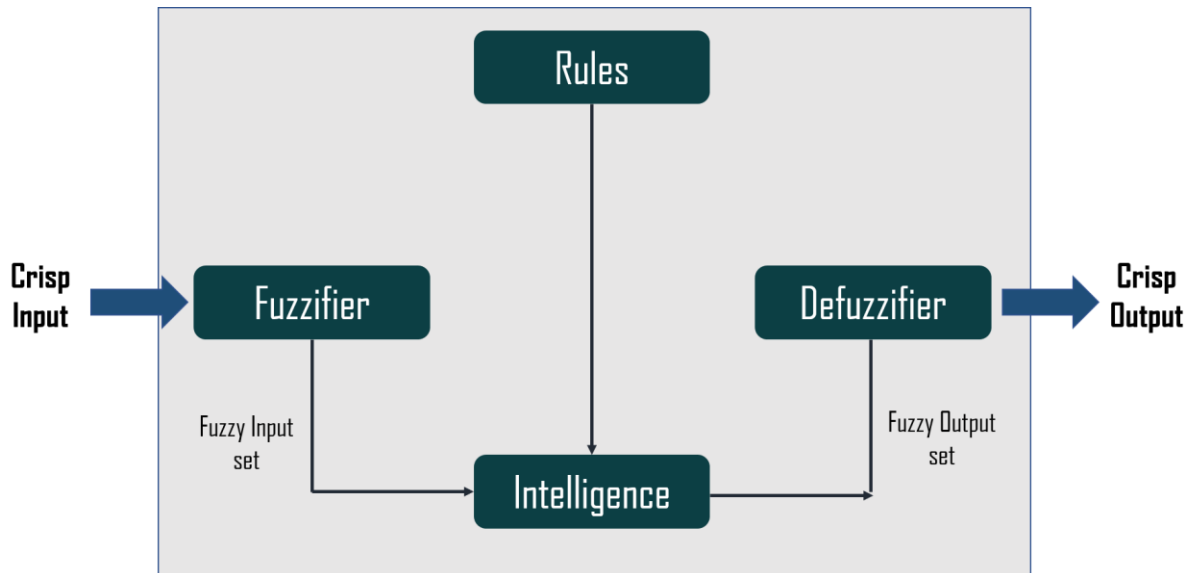 Rules
Crisp
Input
Fuzzifier
Defuzzifier
Crisp
Output
Fuzzy Input
set
Fuzzy Output
set
Intelligence